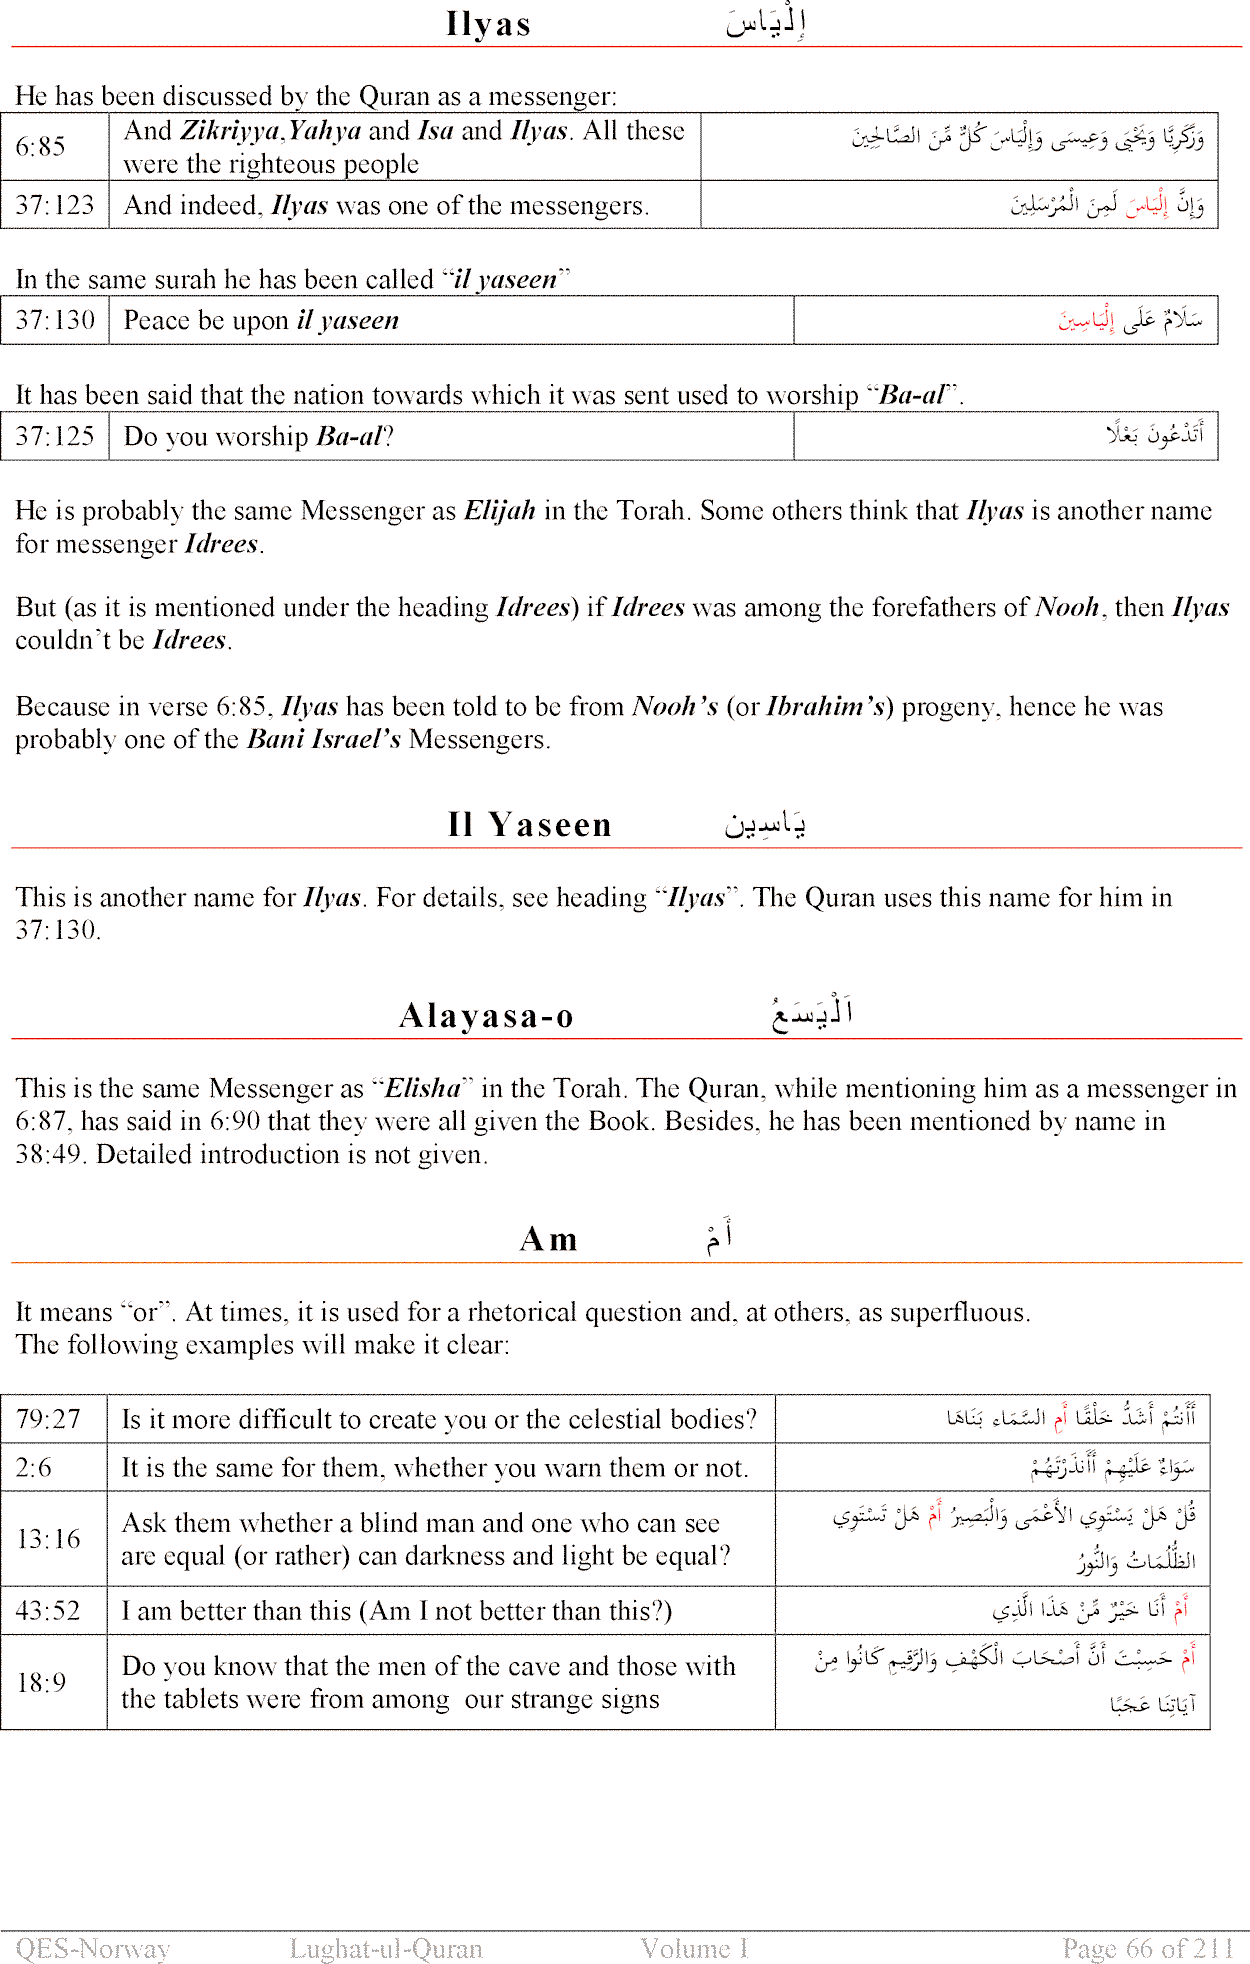 Ilyas إِلْيَاسَ
He has been discussed by the Quran as a messenger:
6:85 And Zikriyya,Yahya and Isa and Ilyas. All these were the righteous people وَزَكَرِيَّا وَيَحْيَى وَعِيسَى وَإِلْيَاسَ كُلٌّ مِّنَ الصَّالِحِينَ
37:123 And indeed, Ilyas was one of the messengers. وَإِنَّ إِلْيَاسَ لَمِنَ الْمُرْسَلِينَ
In the same surah he has been called “il yaseen”
37:130 Peace be upon il yaseen سَلَامٌ عَلَى إِلْيَاسِينَ
It has been said that the nation towards which it was sent used to worship “Ba-al”.
37:125 Do you worship Ba-al? أَتَدْعُونَ بَعْلًا
He is probably the same Messenger as Elijah in the Torah. Some others think that Ilyas is another name
for messenger Idrees.
But (as it is mentioned under the heading Idrees) if Idrees was among the forefathers of Nooh, then Ilyas
couldn’t be Idrees.
Because in verse 6:85, Ilyas has been told to be from Nooh’s (or Ibrahim’s) progeny, hence he was
probably one of the Bani Israel’s Messengers.
Il Yaseen يَاسِين
This is another name for Ilyas. For details, see heading “Ilyas”. The Quran uses this name for him in
37:130.
Alayasa-o اَلْيَسَعُ
This is the same Messenger as “Elisha” in the Torah. The Quran, while mentioning him as a messenger in
6:87, has said in 6:90 that they were all given the Book. Besides, he has been mentioned by name in
38:49. Detailed introduction is not given.
Am أَمْ
It means “or”. At times, it is used for a rhetorical question and, at others, as superfluous.
The following examples will make it clear:
79:27 Is it more difficult to create you or the celestial bodies? أَأَنتُمْ أَشَدُّ خَلْقًا أَمِ السَّمَاء بَنَاهَا
2:6 It is the same for them, whether you warn them or not. سَوَاءٌ عَلَيْهِمْ أَأَنذَرْتَهُمْ
13:16 Ask them whether a blind man and one who can see
are equal (or rather) can darkness and light be equal? قُلْ هَلْ يَسْتَوِي الأَعْمَى وَالْبَصِيرُ أَمْ هَلْ تَسْتَوِي
الظُّلُمَاتُ وَالنُّورُ
43:52 I am better than this (Am I not better than this?) أَمْ أَنَا خَيْرٌ مِّنْ هَذَا الَّذِي
18:9 Do you know that the men of the cave and those with
the tablets were from among our strange signs أَمْ حَسِبْتَ أَنَّ أَصْحَابَ الْكَهْفِ وَالرَّقِيمِ كَانُوا مِنْ
آيَاتِنَا عَجَبًا
QES-Norway Lughat-ul-Quran Volume I Page 66 of 211